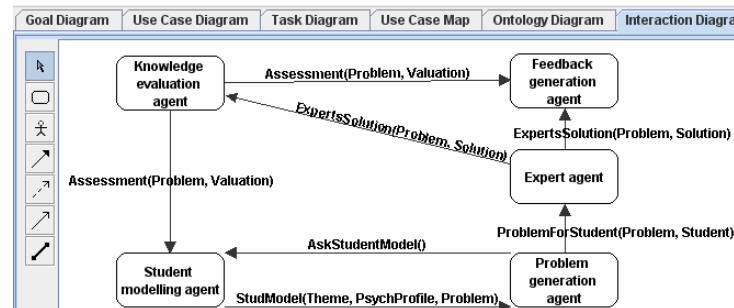 Goal Diagram Use Case Diagram Task Diagram Use Case Map Ontology Diagram Interaction Diagra
Knowledge
evaluation
agent
Assessment(Problem, Valuation)
Feedback
generation
agent
ExpertsSolution(Problem, Solution)
ExpertsSolution(Problem, Solution)
Expert agent
Assessment(Problem, Valuation)
ProblemForStudent(Problem, Student)
AskStudentModel()
Student
modelling agent
Problem
generation
agent
StudModel(Theme, PsychProfile, Problem)